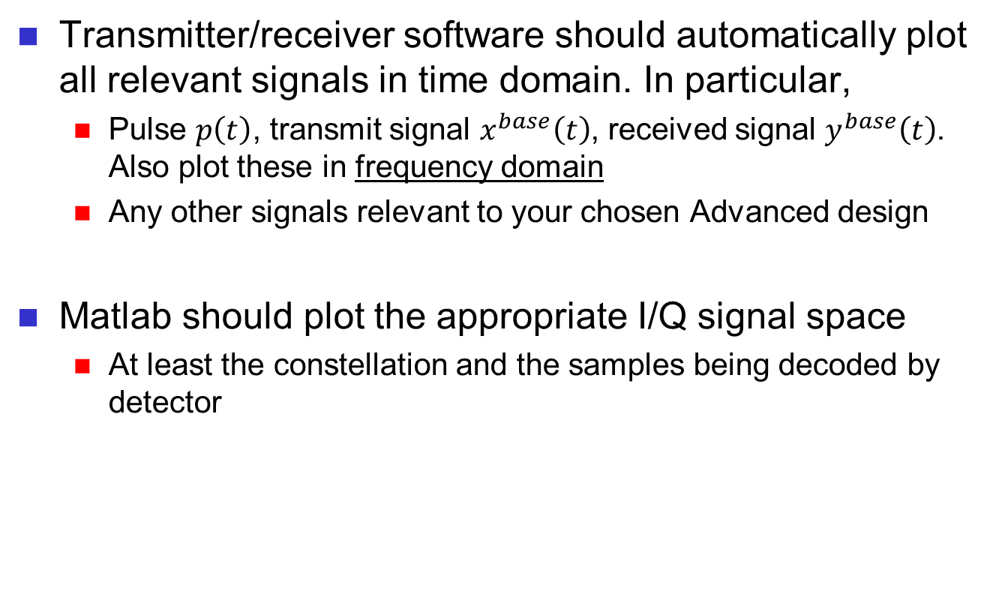 Transmitter/receiver software should automatically plot
all relevant signals in time domain. In particular,
Pulse p(t), transmit signal x^{base}(t), received signal y^{base}(t).
Also plot these in frequency domain
Any other signals relevant to your chosen Advanced design
Matlab should plot the appropriate I/Q signal space
At least the constellation and the samples being decoded by
detector